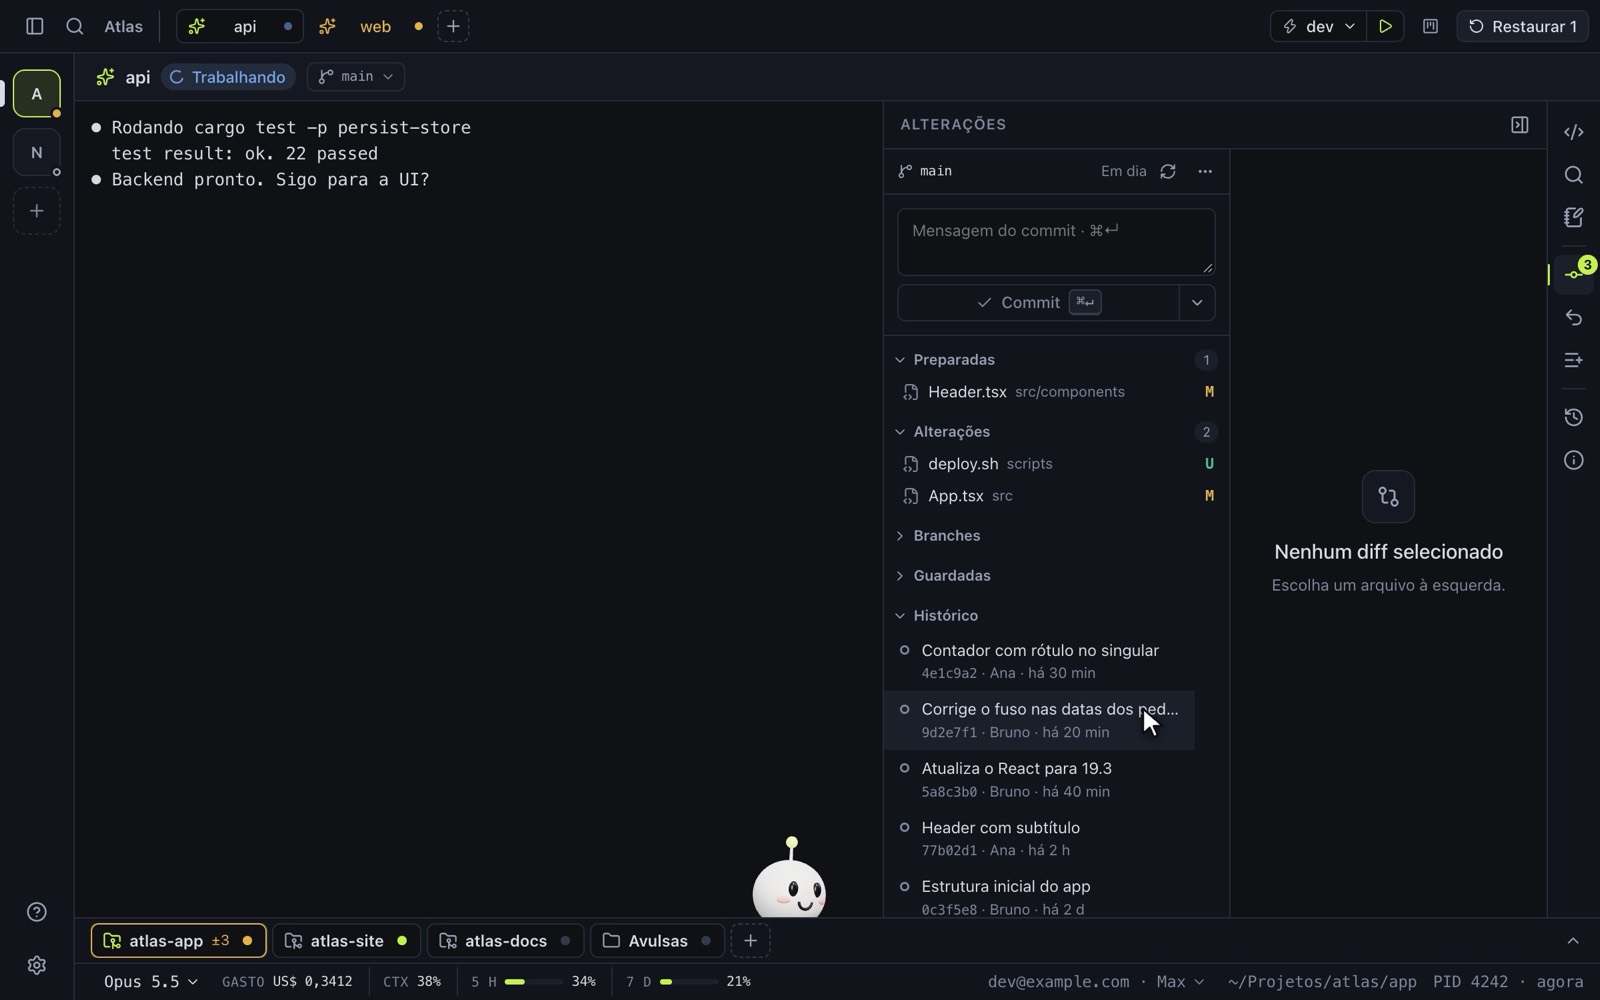 Atlas
api
web
dev
Restaurar 1
A
N
api Trabalhando main
Rodando cargo test -p persist-store
test result: ok. 22 passed
Backend pronto. Sigo para a UI?
ALTERAÇÕES
main Em dia
Mensagem do commit · ⌘↵
Commit ⌘↵
Preparadas 1
Header.tsx src/components M
Alterações 2
deploy.sh scripts U
App.tsx src M
Branches
Guardadas
Histórico
Contador com rótulo no singular
4e1c9a2 · Ana · há 30 min
Corrige o fuso nas datas dos ped...
9d2e7f1 · Bruno · há 20 min
Atualiza o React para 19.3
5a8c3b0 · Bruno · há 40 min
Header com subtítulo
77b02d1 · Ana · há 2 h
Estrutura inicial do app
0c3f5e8 · Bruno · há 2 d
Nenhum diff selecionado
Escolha um arquivo à esquerda.
3
atlas-app ±3
atlas-site
atlas-docs
Avulsas
Opus 5.5 GASTO US$ 0,3412 CTX 38% 5 H 34% 7 D 21% dev@example.com · Max ~/Projetos/atlas/app PID 4242 · agora